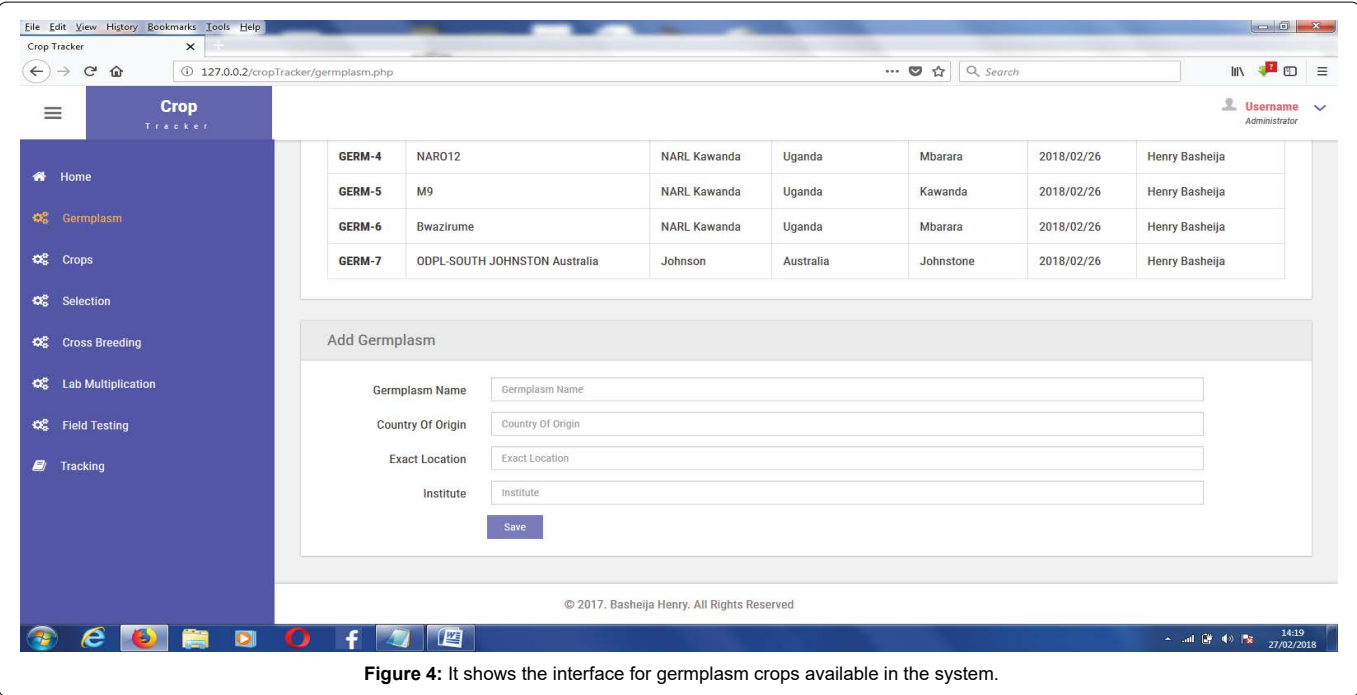 File Edit View History Bookmarks Tools Help
Crop Tracker
127.0.0.2/cropTracker/germplasm.php
Search
Crop
Tracker
Username
Administrator
Home
Germplasm
Crops
Selection
Cross Breeding
Lab Multiplication
Field Testing
Tracking
GERM-4 NARO12 NARL Kawanda Uganda Mbarara 2018/02/26 Henry Basheija
GERM-5 M9 NARL Kawanda Uganda Kawanda 2018/02/26 Henry Basheija
GERM-6 Bwazirume NARL Kawanda Uganda Mbarara 2018/02/26 Henry Basheija
GERM-7 ODPL-SOUTH JOHNSTON Australia Johnson Australia Johnstone 2018/02/26 Henry Basheija
Add Germplasm
Germplasm Name Germplasm Name
Country Of Origin Country Of Origin
Exact Location Exact Location
Institute Institute
Save
© 2017. Basheija Henry. All Rights Reserved
14:19
27/02/2018
Figure 4: It shows the interface for germplasm crops available in the system.